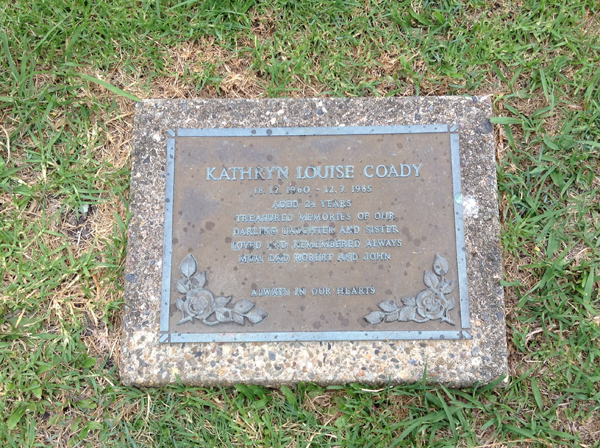 KATHRYN LOUISE COADY
18.12.1960 - 12.7.1985
AGED 24 YEARS
TREASURED MEMORIES OF OUR
DARLING DAUGHTER AND SISTER
LOVED AND REMEMBERED ALWAYS
MUM DAD ROBERT AND JOHN
ALWAYS IN OUR HEARTS